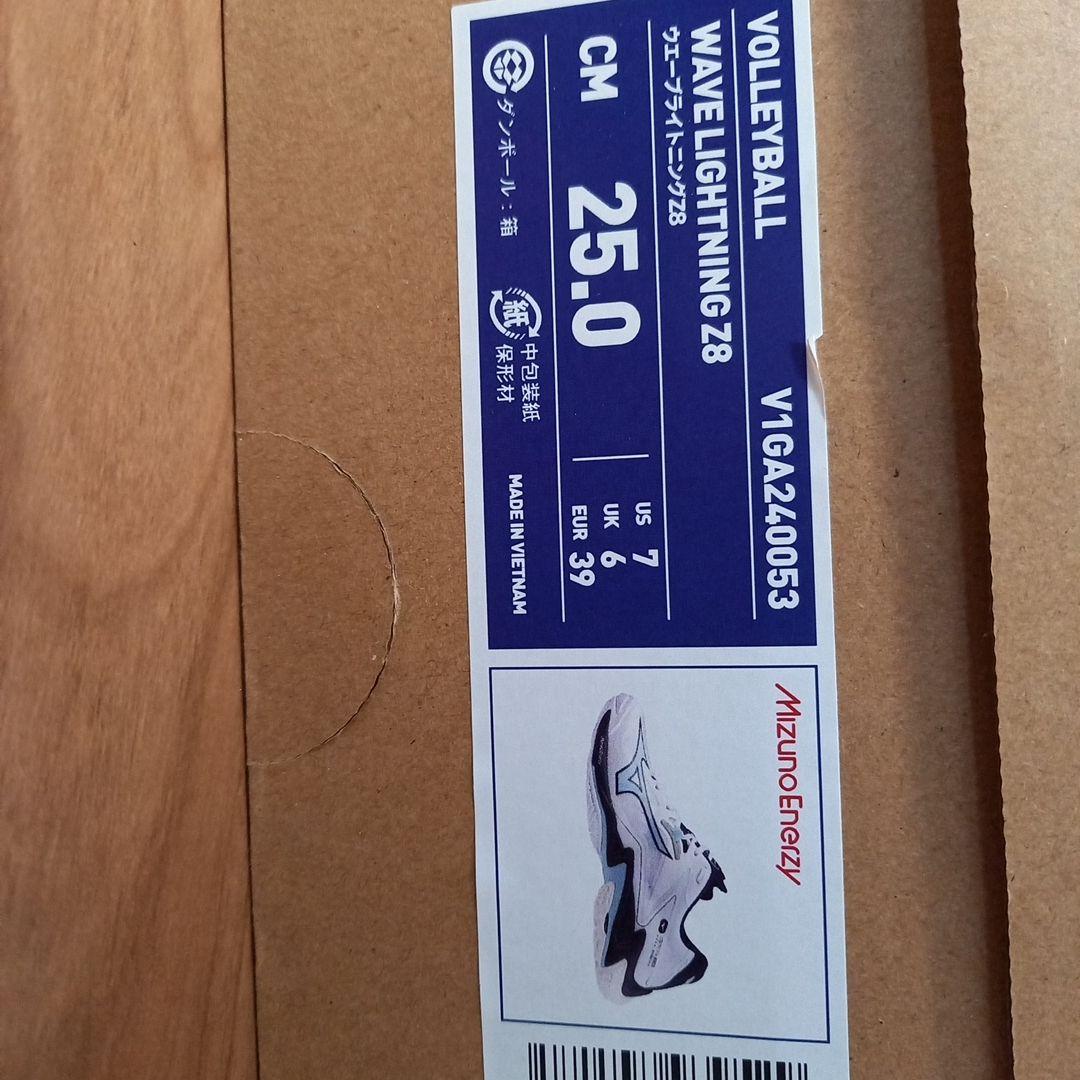 VOLLEYBALL V1GA240053
WAVE LIGHTNING Z8
ウエーブライトニングZ8
CM 25.0
US 7
UK 6
EUR 39
ダンボール：箱
紙
中包装紙
保形材
MADE IN VIETNAM
MizunoEnerzy